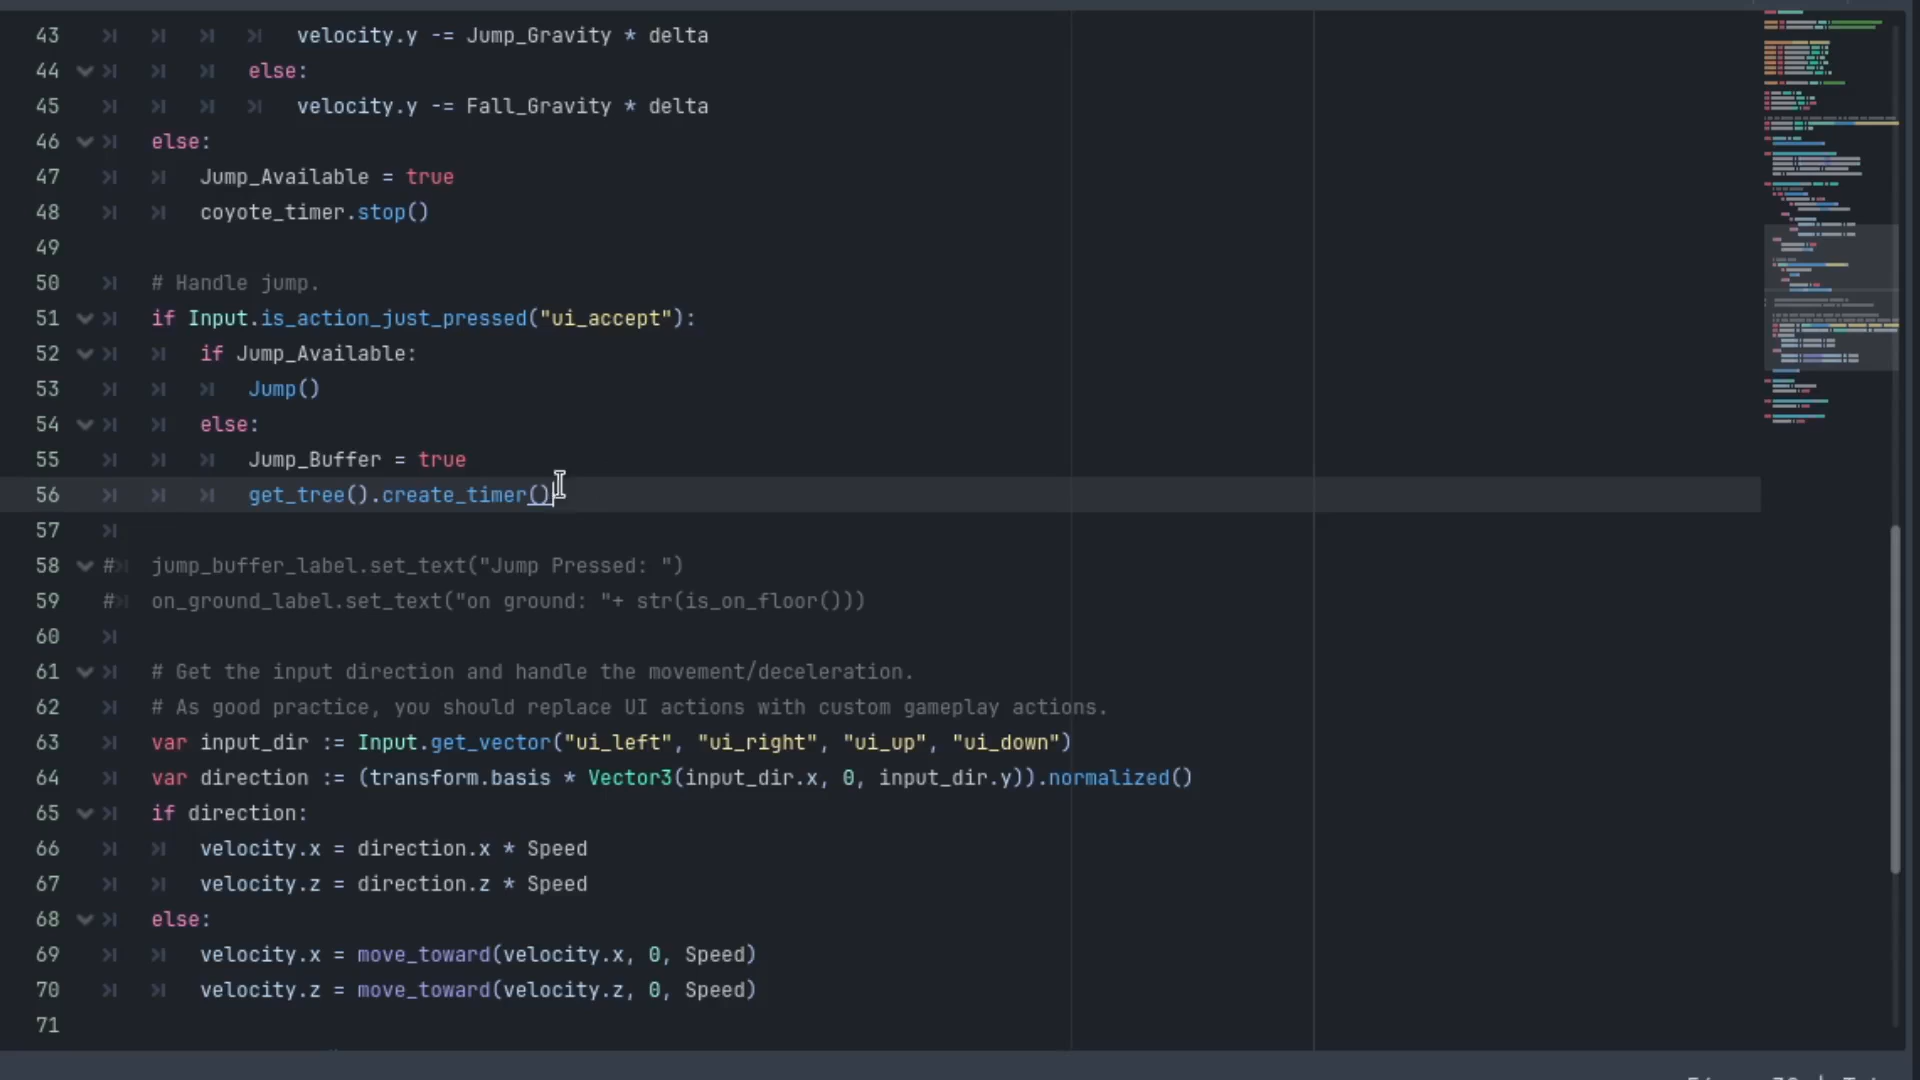 43 velocity.y -= Jump_Gravity * delta
44 else:
45 velocity.y -= Fall_Gravity * delta
46 else:
47 Jump_Available = true
48 coyote_timer.stop()
49
50 # Handle jump.
51 if Input.is_action_just_pressed("ui_accept"):
52 if Jump_Available:
53 Jump()
54 else:
55 Jump_Buffer = true
56 get_tree().create_timer()
57
58 # jump_buffer_label.set_text("Jump Pressed: ")
59 # on_ground_label.set_text("on ground: "+ str(is_on_floor()))
60
61 # Get the input direction and handle the movement/deceleration.
62 # As good practice, you should replace UI actions with custom gameplay actions.
63 var input_dir := Input.get_vector("ui_left", "ui_right", "ui_up", "ui_down")
64 var direction := (transform.basis * Vector3(input_dir.x, 0, input_dir.y)).normalized()
65 if direction:
66 velocity.x = direction.x * Speed
67 velocity.z = direction.z * Speed
68 else:
69 velocity.x = move_toward(velocity.x, 0, Speed)
70 velocity.z = move_toward(velocity.z, 0, Speed)
71